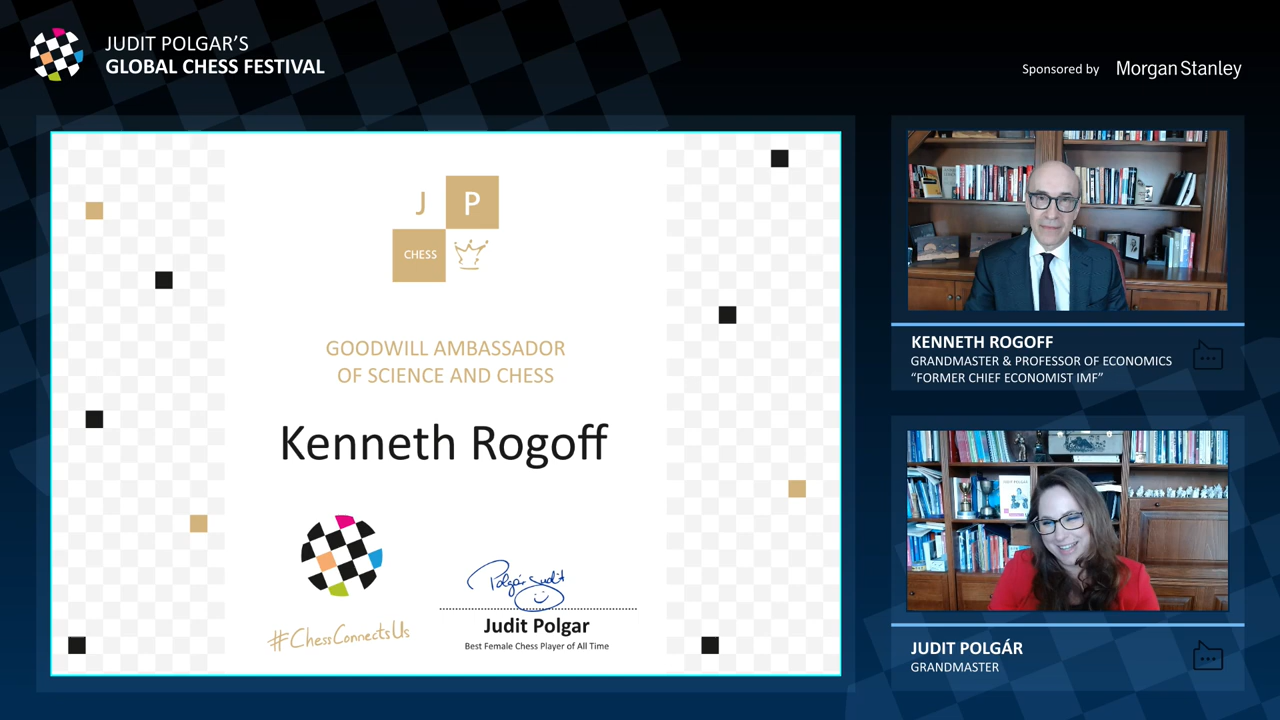 JUDIT POLGAR'S
GLOBAL CHESS FESTIVAL
Sponsored by Morgan Stanley
J P
CHESS
GOODWILL AMBASSADOR
OF SCIENCE AND CHESS
Kenneth Rogoff
#ChessConnectsUs
Polgár Judit
Judit Polgar
Best Female Chess Player of All Time
KENNETH ROGOFF
GRANDMASTER & PROFESSOR OF ECONOMICS
“FORMER CHIEF ECONOMIST IMF”
JUDIT POLGÁR
GRANDMASTER